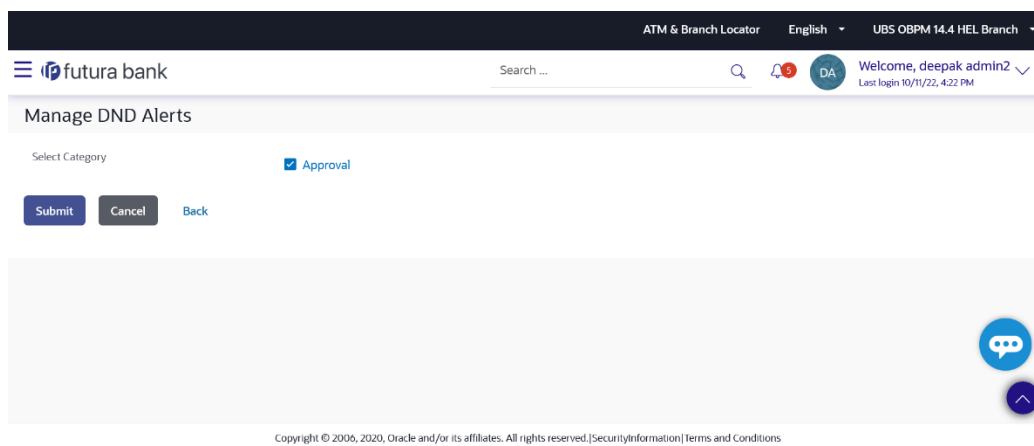 ATM & Branch Locator English UBS OBPM 14.4 HEL Branch
futura bank Search ... 5 DA Welcome, deepak admin2
Last login 10/11/22, 4:22 PM
Manage DND Alerts
Select Category Approval
Submit Cancel Back
Copyright © 2006, 2020, Oracle and/or its affiliates. All rights reserved.|SecurityInformation|Terms and Conditions